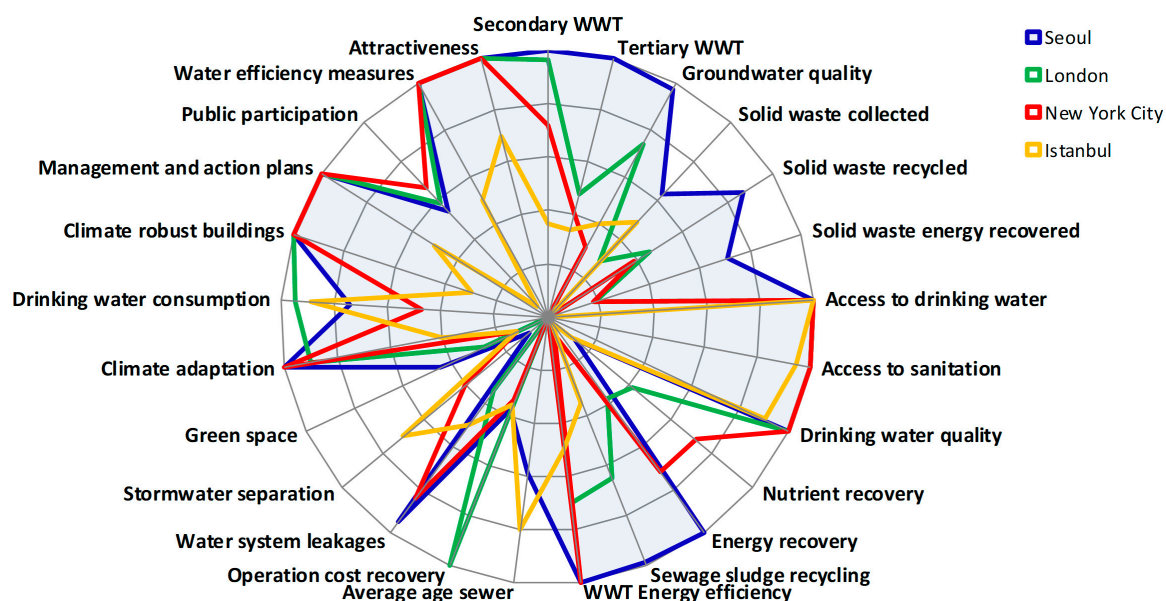 Secondary WWT
Tertiary WWT
Groundwater quality
Solid waste collected
Solid waste recycled
Solid waste energy recovered
Access to drinking water
Access to sanitation
Drinking water quality
Nutrient recovery
Energy recovery
Sewage sludge recycling
WWT Energy efficiency
Average age sewer
Operation cost recovery
Water system leakages
Stormwater separation
Green space
Climate adaptation
Drinking water consumption
Climate robust buildings
Management and action plans
Public participation
Water efficiency measures
Attractiveness
Seoul
London
New York City
Istanbul